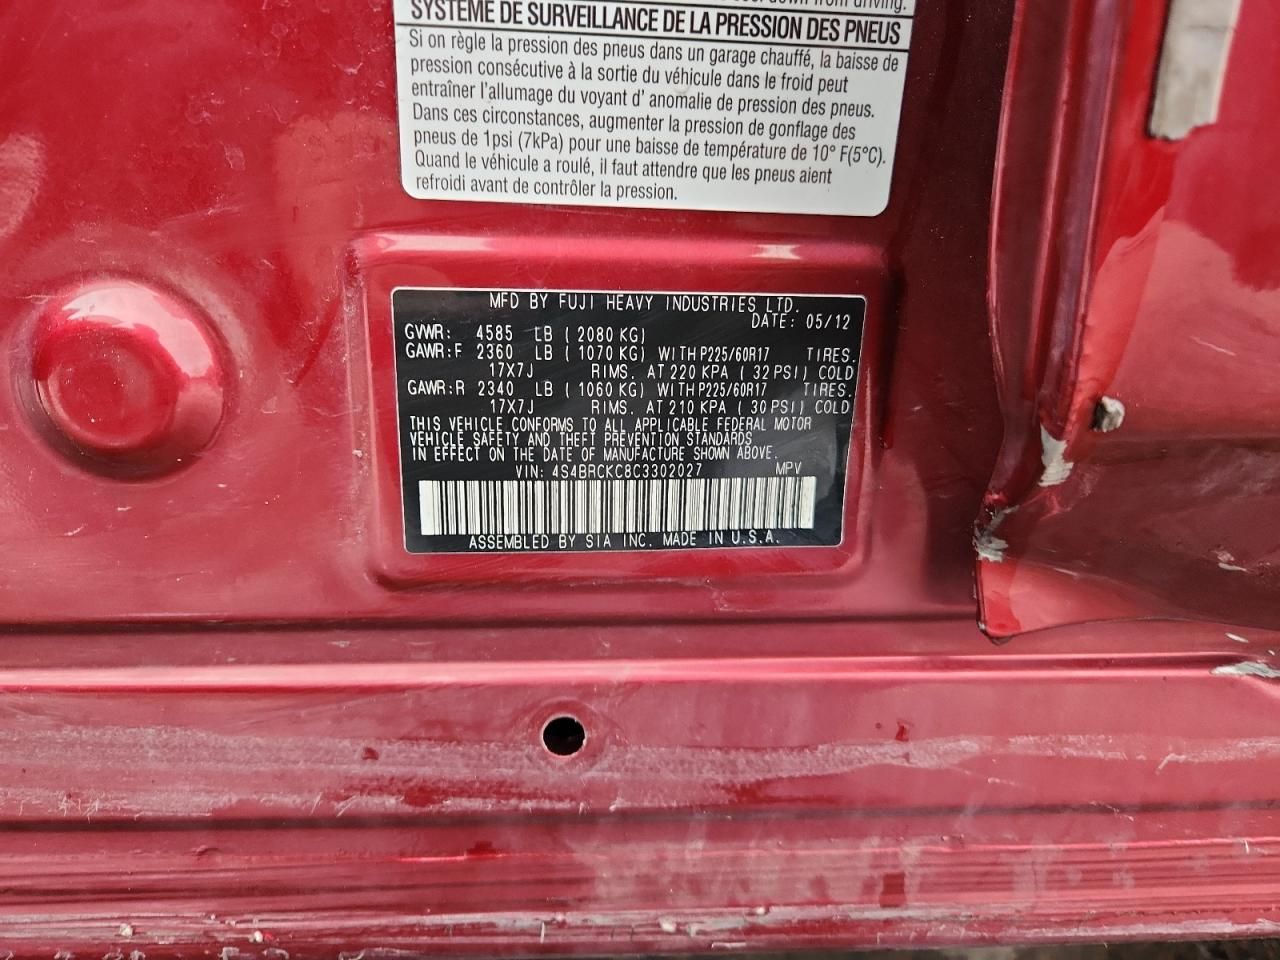 down from driving.
SYSTÈME DE SURVEILLANCE DE LA PRESSION DES PNEUS
Si on règle la pression des pneus dans un garage chauffé, la baisse de
pression consécutive à la sortie du véhicule dans le froid peut
entraîner l'allumage du voyant d' anomalie de pression des pneus.
Dans ces circonstances, augmenter la pression de gonflage des
pneus de 1psi (7kPa) pour une baisse de température de 10° F(5°C).
Quand le véhicule a roulé, il faut attendre que les pneus aient
refroidi avant de contrôler la pression.
MFD BY FUJI HEAVY INDUSTRIES LTD.
DATE: 05/12
GVWR: 4585 LB (2080 KG)
GAWR:F 2360 LB (1070 KG) WITH P225/60R17 TIRES.
17X7J RIMS. AT 220 KPA (32 PSI) COLD
GAWR:R 2340 LB (1060 KG) WITH P225/60R17 TIRES.
17X7J RIMS. AT 210 KPA (30 PSI) COLD
THIS VEHICLE CONFORMS TO ALL APPLICABLE FEDERAL MOTOR
VEHICLE SAFETY AND THEFT PREVENTION STANDARDS
IN EFFECT ON THE DATE OF MANUFACTURE SHOWN ABOVE.
VIN: 4S4BRCKC8C3302027 MPV
ASSEMBLED BY SIA INC. MADE IN U.S.A.